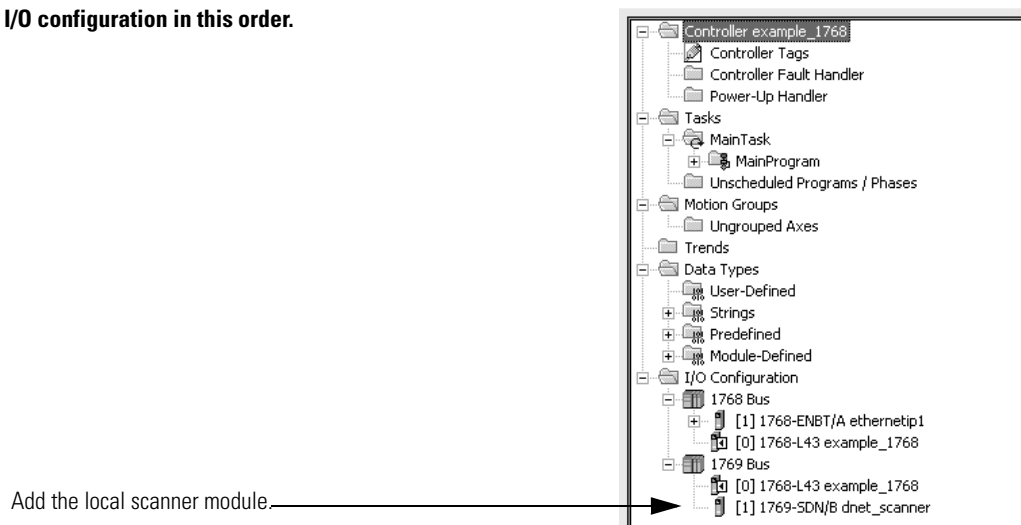 I/O configuration in this order.
Controller example_1768
Controller Tags
Controller Fault Handler
Power-Up Handler
Tasks
MainTask
MainProgram
Unscheduled Programs / Phases
Motion Groups
Ungrouped Axes
Trends
Data Types
User-Defined
Strings
Predefined
Module-Defined
I/O Configuration
1768 Bus
[1] 1768-ENBT/A ethernetip1
[0] 1768-L43 example_1768
1769 Bus
[0] 1768-L43 example_1768
Add the local scanner module.
[1] 1769-SDN/B dnet_scanner